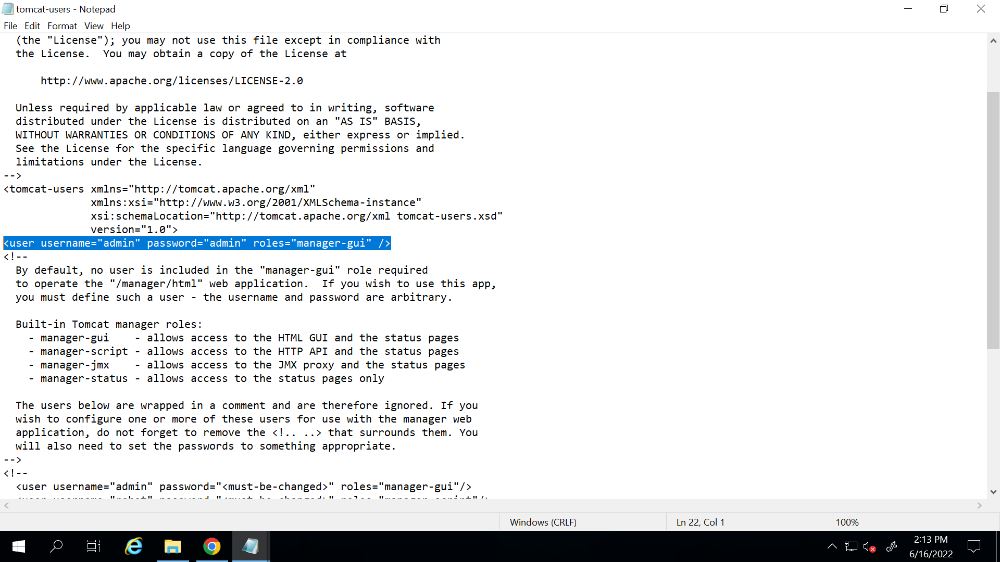 tomcat-users - Notepad
File Edit Format View Help
(the "License"); you may not use this file except in compliance with
the License.  You may obtain a copy of the License at
http://www.apache.org/licenses/LICENSE-2.0
Unless required by applicable law or agreed to in writing, software
distributed under the License is distributed on an "AS IS" BASIS,
WITHOUT WARRANTIES OR CONDITIONS OF ANY KIND, either express or implied.
See the License for the specific language governing permissions and
limitations under the License.
-->
<tomcat-users xmlns="http://tomcat.apache.org/xml"
xmlns:xsi="http://www.w3.org/2001/XMLSchema-instance"
xsi:schemaLocation="http://tomcat.apache.org/xml tomcat-users.xsd"
version="1.0">
<user username="admin" password="admin" roles="manager-gui" />
<!--
By default, no user is included in the "manager-gui" role required
to operate the "/manager/html" web application.  If you wish to use this app,
you must define such a user - the username and password are arbitrary.
Built-in Tomcat manager roles:
- manager-gui    - allows access to the HTML GUI and the status pages
- manager-script - allows access to the HTTP API and the status pages
- manager-jmx    - allows access to the JMX proxy and the status pages
- manager-status - allows access to the status pages only
The users below are wrapped in a comment and are therefore ignored. If you
wish to configure one or more of these users for use with the manager web
application, do not forget to remove the <!.. ..> that surrounds them. You
will also need to set the passwords to something appropriate.
-->
<!--
<user username="admin" password="<must-be-changed>" roles="manager-gui"/>
<user username="robot" password="<must-be-changed>" roles="manager-script"/>
Windows (CRLF)
Ln 22, Col 1
100%
2:13 PM
6/16/2022